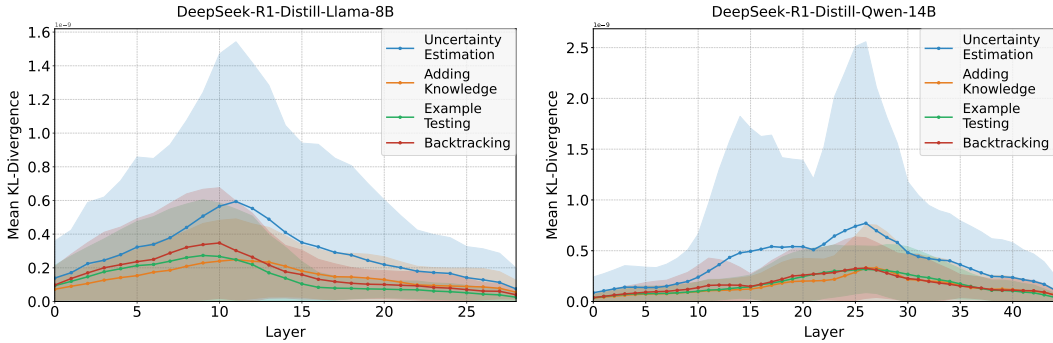 DeepSeek-R1-Distill-Llama-8B
1e−9
1.6
1.4
1.2
1.0
0.8
0.6
0.4
0.2
0.0
Mean KL-Divergence
0
5
10
15
20
25
Layer
Uncertainty
Estimation
Adding
Knowledge
Example
Testing
Backtracking
DeepSeek-R1-Distill-Qwen-14B
1e−9
2.5
2.0
1.5
1.0
0.5
0.0
Mean KL-Divergence
0
5
10
15
20
25
30
35
40
Layer
Uncertainty
Estimation
Adding
Knowledge
Example
Testing
Backtracking